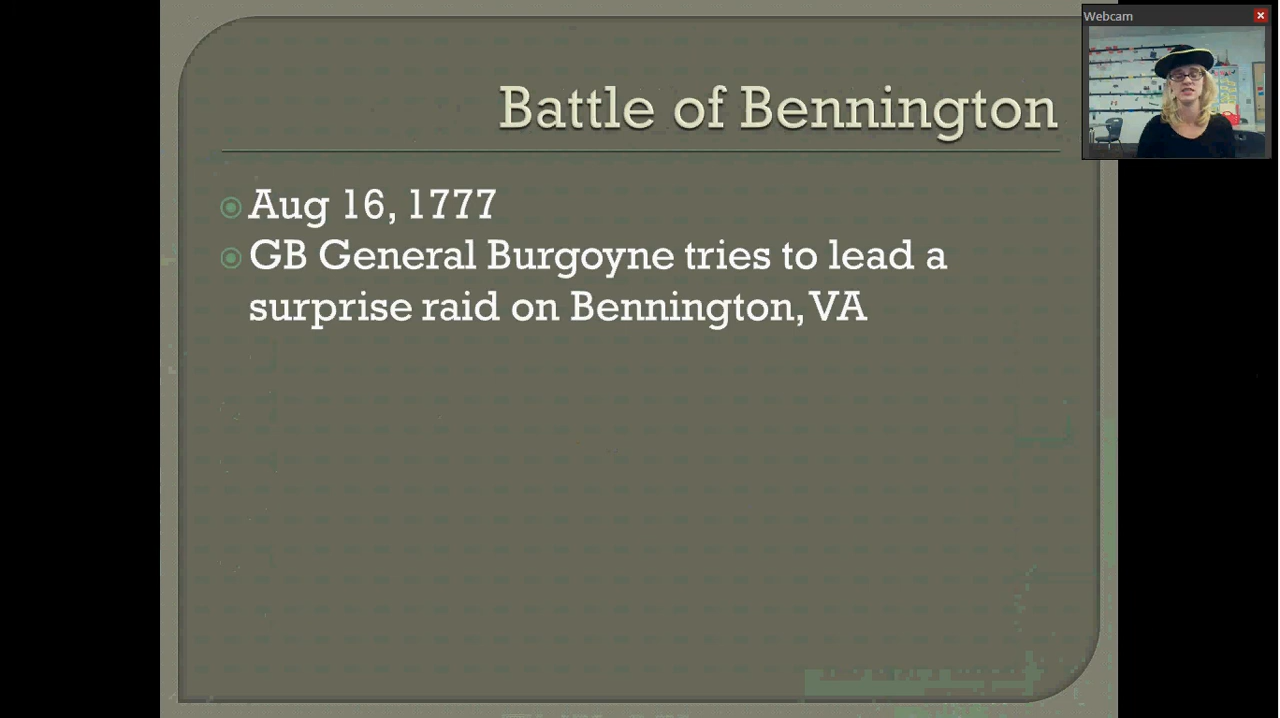 Webcam
Battle of Bennington
Aug 16, 1777
GB General Burgoyne tries to lead a
surprise raid on Bennington, VA